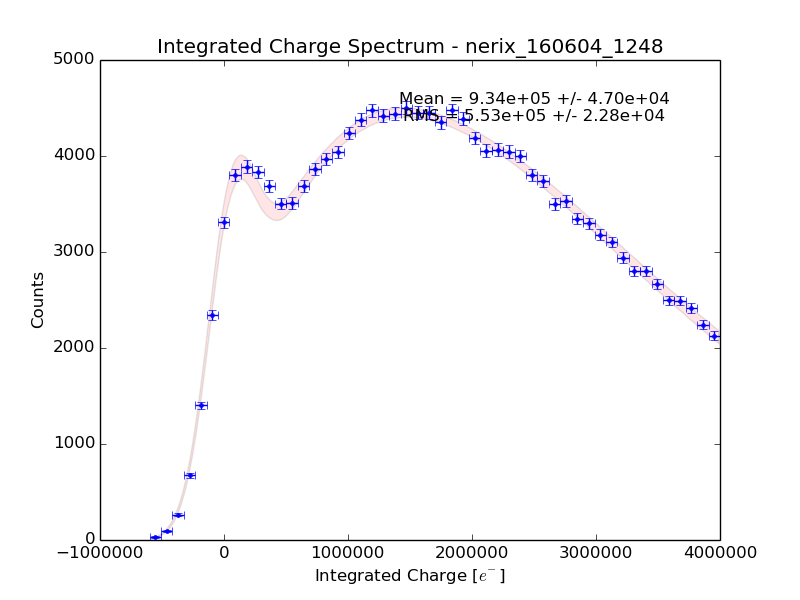 Integrated Charge Spectrum - nerix_160604_1248
Mean = 9.34e+05 +/- 4.70e+04
RMS = 5.53e+05 +/- 2.28e+04
Counts
5000
4000
3000
2000
1000
0
−1000000 0 1000000 2000000 3000000 4000000
Integrated Charge [e⁻]